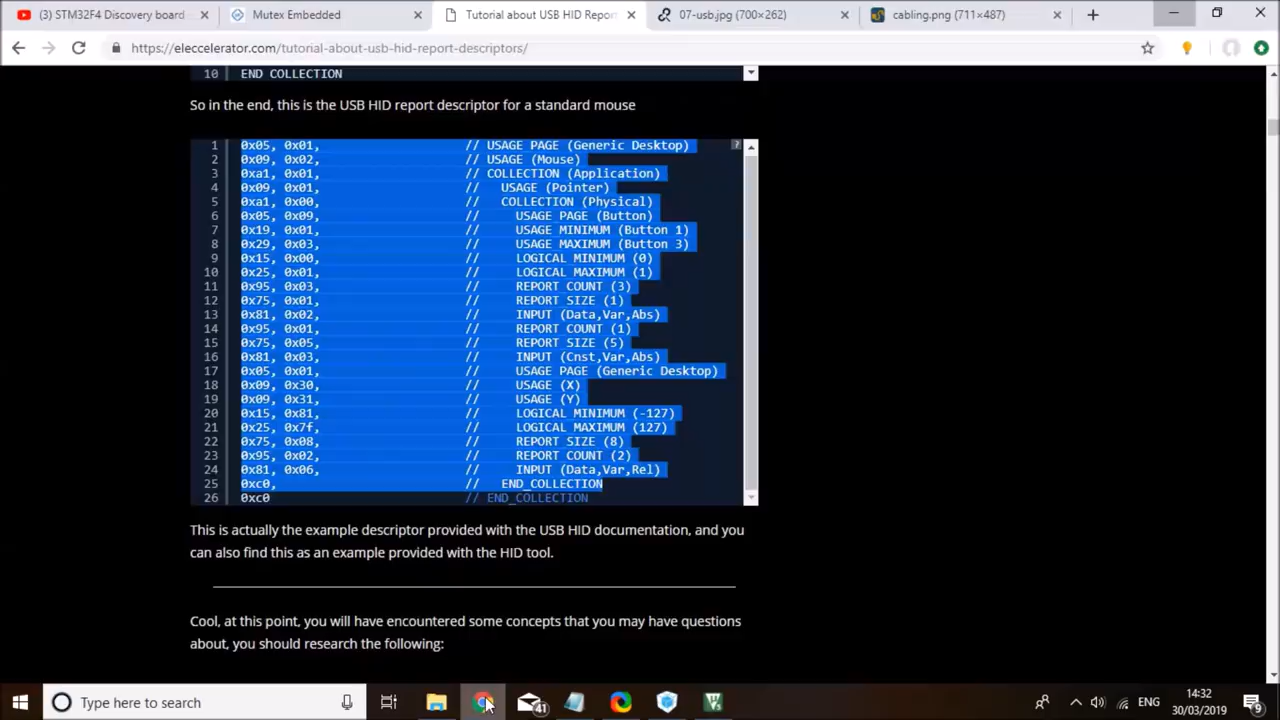 (3) STM32F4 Discovery board
Mutex Embedded
Tutorial about USB HID Repor
07-usb.jpg (700×262)
cabling.png (711×487)
https://eleccelerator.com/tutorial-about-usb-hid-report-descriptors/
10 END COLLECTION
So in the end, this is the USB HID report descriptor for a standard mouse
?
1 0x05, 0x01, // USAGE_PAGE (Generic Desktop)
2 0x09, 0x02, // USAGE (Mouse)
3 0xa1, 0x01, // COLLECTION (Application)
4 0x09, 0x01, // USAGE (Pointer)
5 0xa1, 0x00, // COLLECTION (Physical)
6 0x05, 0x09, // USAGE_PAGE (Button)
7 0x19, 0x01, // USAGE_MINIMUM (Button 1)
8 0x29, 0x03, // USAGE_MAXIMUM (Button 3)
9 0x15, 0x00, // LOGICAL_MINIMUM (0)
10 0x25, 0x01, // LOGICAL_MAXIMUM (1)
11 0x95, 0x03, // REPORT_COUNT (3)
12 0x75, 0x01, // REPORT_SIZE (1)
13 0x81, 0x02, // INPUT (Data,Var,Abs)
14 0x95, 0x01, // REPORT_COUNT (1)
15 0x75, 0x05, // REPORT_SIZE (5)
16 0x81, 0x03, // INPUT (Cnst,Var,Abs)
17 0x05, 0x01, // USAGE_PAGE (Generic Desktop)
18 0x09, 0x30, // USAGE (X)
19 0x09, 0x31, // USAGE (Y)
20 0x15, 0x81, // LOGICAL_MINIMUM (-127)
21 0x25, 0x7f, // LOGICAL_MAXIMUM (127)
22 0x75, 0x08, // REPORT_SIZE (8)
23 0x95, 0x02, // REPORT_COUNT (2)
24 0x81, 0x06, // INPUT (Data,Var,Rel)
25 0xc0, // END_COLLECTION
26 0xc0 // END_COLLECTION
This is actually the example descriptor provided with the USB HID documentation, and you
can also find this as an example provided with the HID tool.
Cool, at this point, you will have encountered some concepts that you may have questions
about, you should research the following:
Type here to search
41
ENG
14:32
30/03/2019
9